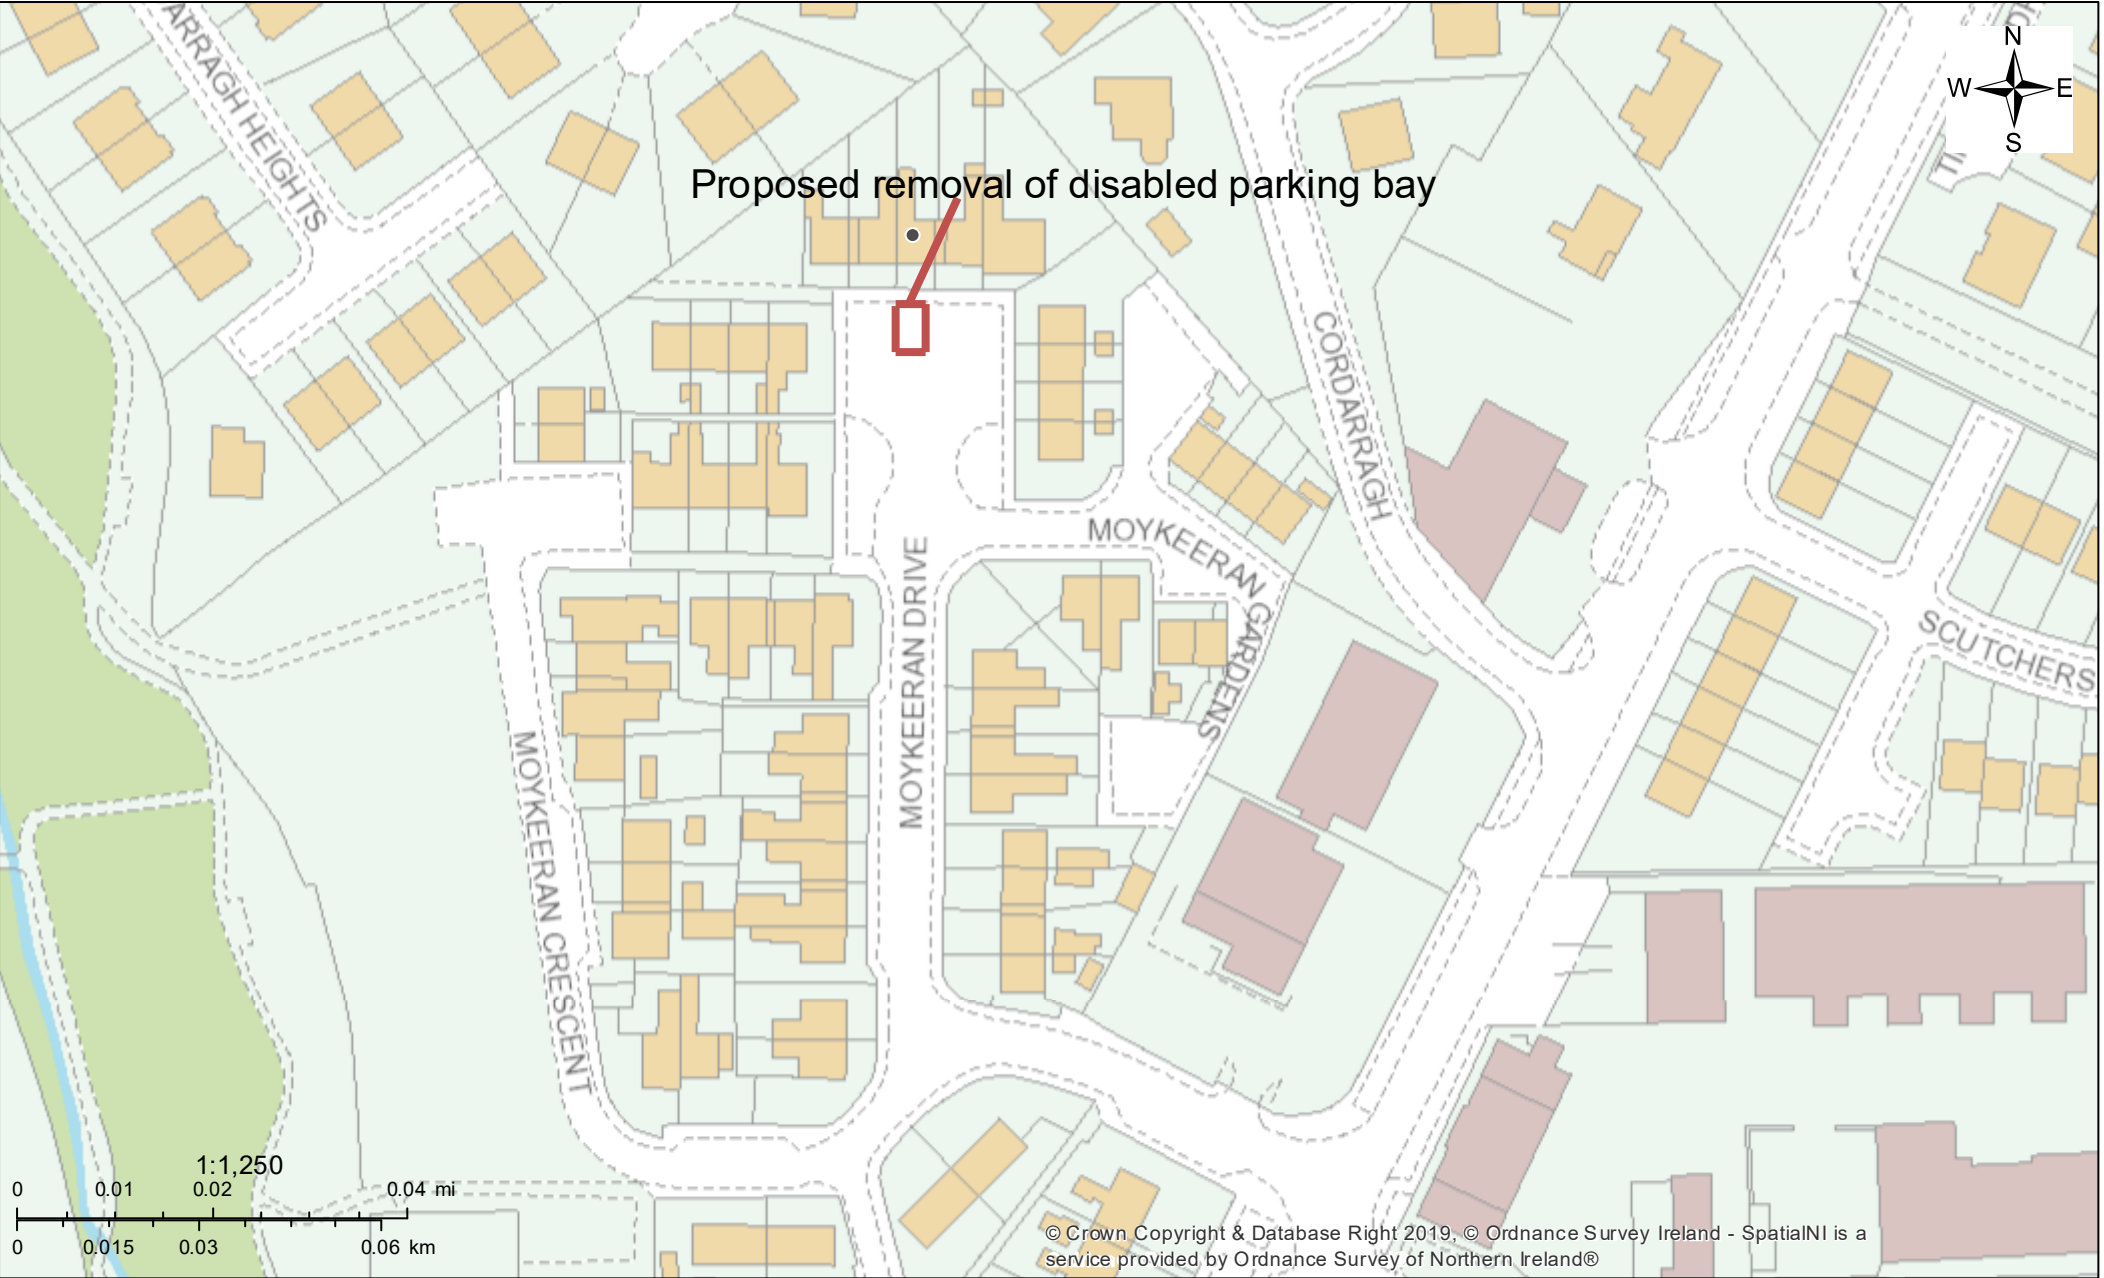 ARRAGH HEIGHTS
N
W E
S
Proposed removal of disabled parking bay
CORDARRAGH
MOYKEERAN GARDENS
MOYKEERAN DRIVE
SCUTCHERS
MOYKEERAN CRESCENT
1:1,250
0 0.01 0.02 0.04 mi
0 0.015 0.03 0.06 km
© Crown Copyright & Database Right 2019, © Ordnance Survey Ireland - SpatialNI is a
service provided by Ordnance Survey of Northern Ireland®